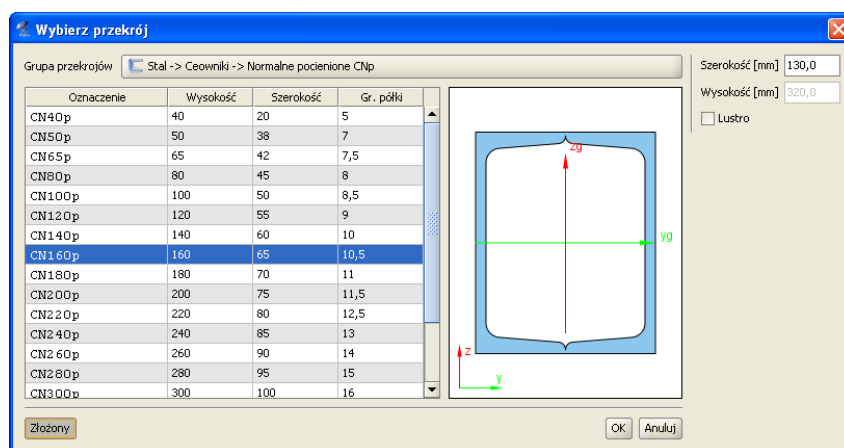 Wybierz przekrój
Grupa przekrojów Stal -> Ceowniki -> Normalne pocienione CNp
Szerokość [mm] 130,0
Wysokość [mm] 320,0
Lustro
Oznaczenie Wysokość Szerokość Gr. półki
CN40p 40 20 5
CN50p 50 38 7
CN65p 65 42 7,5
CN80p 80 45 8
CN100p 100 50 8,5
CN120p 120 55 9
CN140p 140 60 10
CN160p 160 65 10,5
CN180p 180 70 11
CN200p 200 75 11,5
CN220p 220 80 12,5
CN240p 240 85 13
CN260p 260 90 14
CN280p 280 95 15
CN300p 300 100 16
zg
yg
z
y
Złożony
OK Anuluj